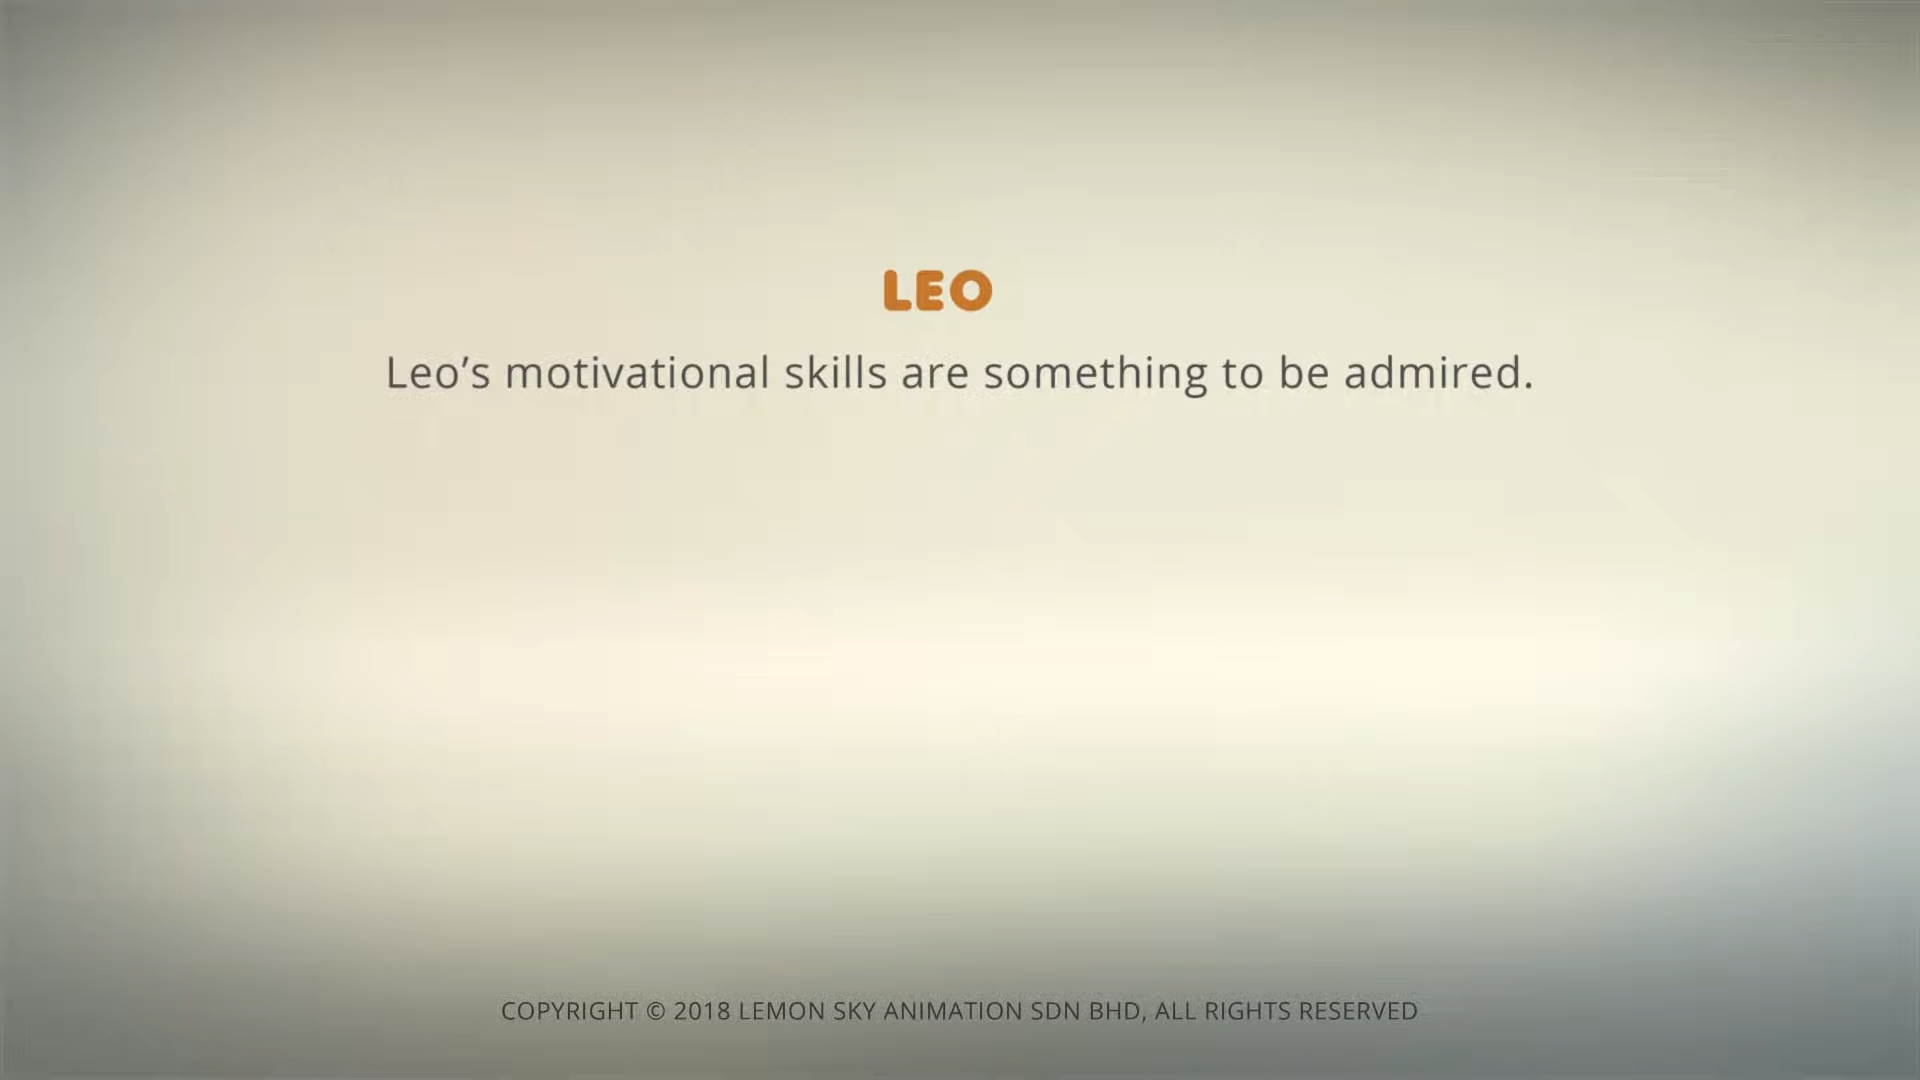 LEO
Leo’s motivational skills are something to be admired.
COPYRIGHT © 2018 LEMON SKY ANIMATION SDN BHD, ALL RIGHTS RESERVED